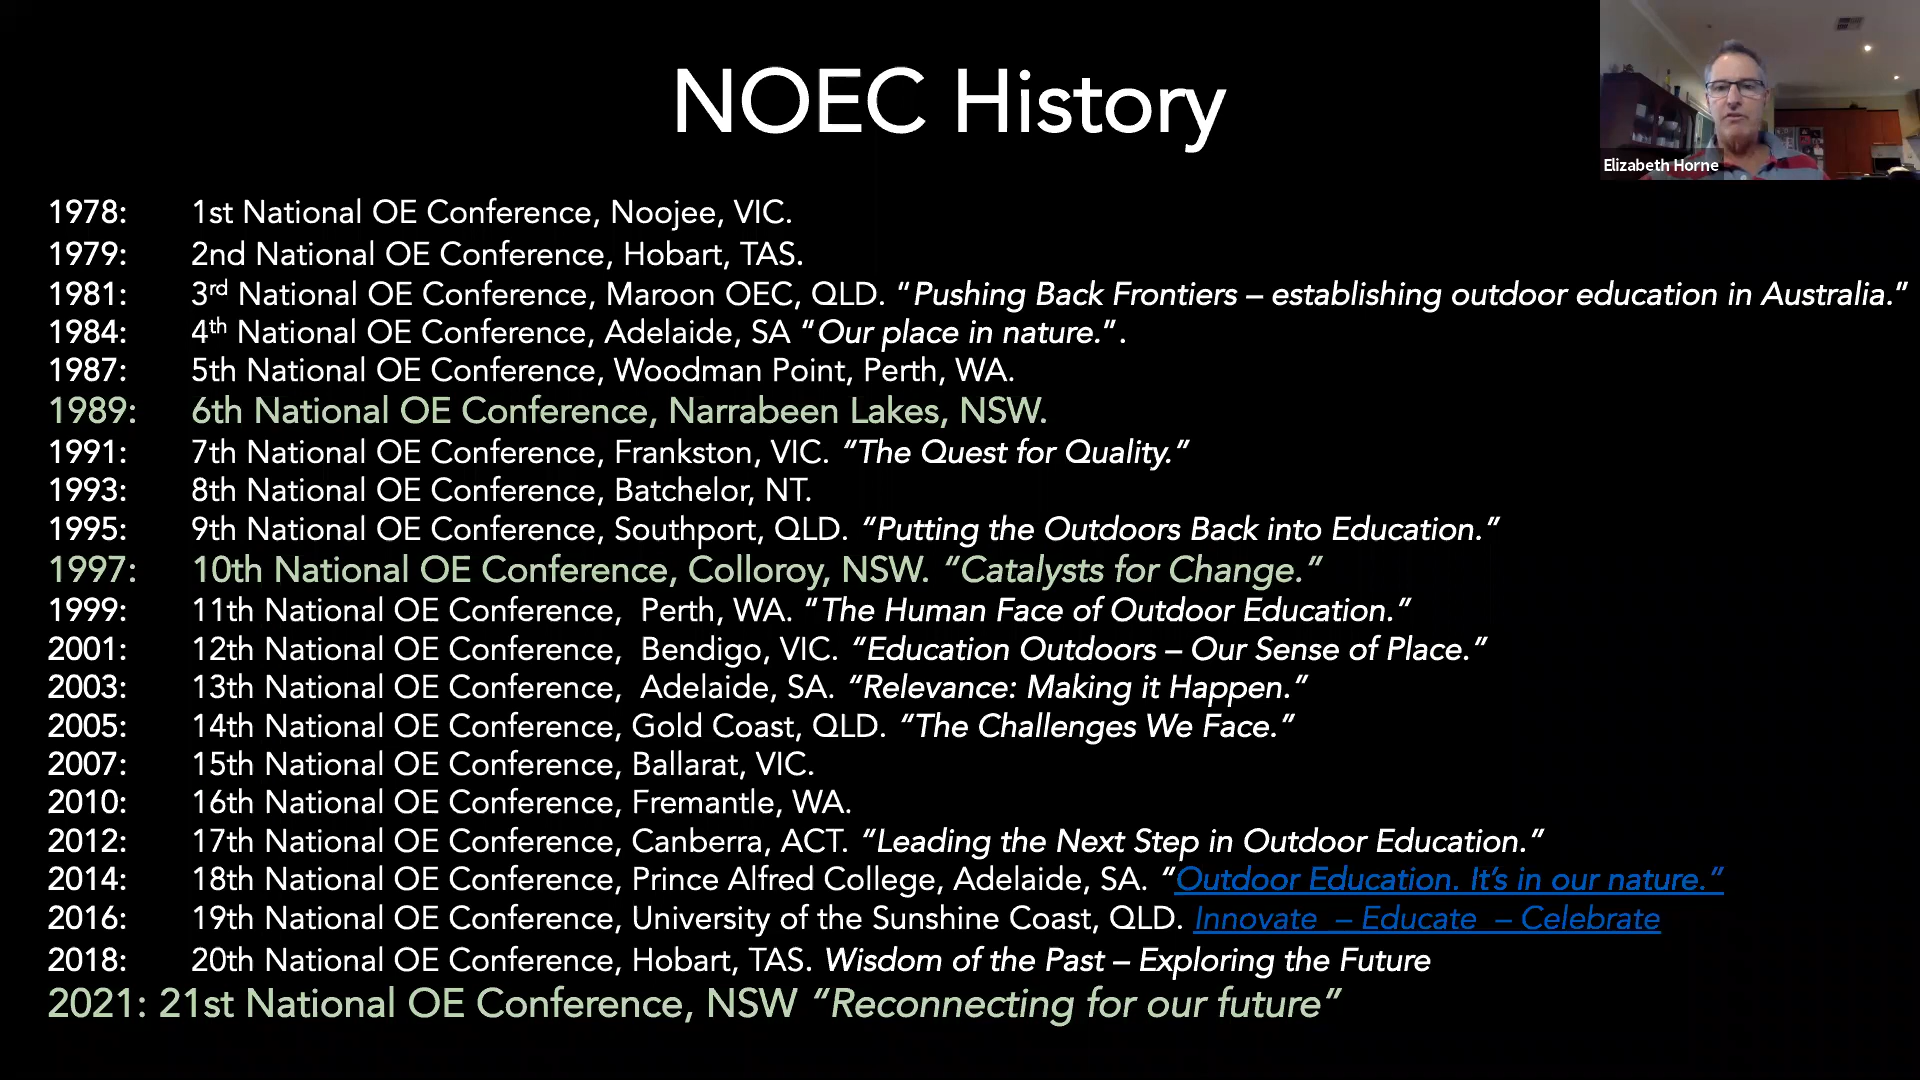 NOEC History
Elizabeth Horne
1978: 1st National OE Conference, Noojee, VIC.
1979: 2nd National OE Conference, Hobart, TAS.
1981: 3rd National OE Conference, Maroon OEC, QLD. “Pushing Back Frontiers – establishing outdoor education in Australia.”
1984: 4th National OE Conference, Adelaide, SA “Our place in nature.”.
1987: 5th National OE Conference, Woodman Point, Perth, WA.
1989: 6th National OE Conference, Narrabeen Lakes, NSW.
1991: 7th National OE Conference, Frankston, VIC. “The Quest for Quality.”
1993: 8th National OE Conference, Batchelor, NT.
1995: 9th National OE Conference, Southport, QLD. “Putting the Outdoors Back into Education.”
1997: 10th National OE Conference, Colloroy, NSW. “Catalysts for Change.”
1999: 11th National OE Conference, Perth, WA. “The Human Face of Outdoor Education.”
2001: 12th National OE Conference, Bendigo, VIC. “Education Outdoors – Our Sense of Place.”
2003: 13th National OE Conference, Adelaide, SA. “Relevance: Making it Happen.”
2005: 14th National OE Conference, Gold Coast, QLD. “The Challenges We Face.”
2007: 15th National OE Conference, Ballarat, VIC.
2010: 16th National OE Conference, Fremantle, WA.
2012: 17th National OE Conference, Canberra, ACT. “Leading the Next Step in Outdoor Education.”
2014: 18th National OE Conference, Prince Alfred College, Adelaide, SA. “Outdoor Education. It’s in our nature.”
2016: 19th National OE Conference, University of the Sunshine Coast, QLD. Innovate – Educate – Celebrate
2018: 20th National OE Conference, Hobart, TAS. Wisdom of the Past – Exploring the Future
2021: 21st National OE Conference, NSW “Reconnecting for our future”